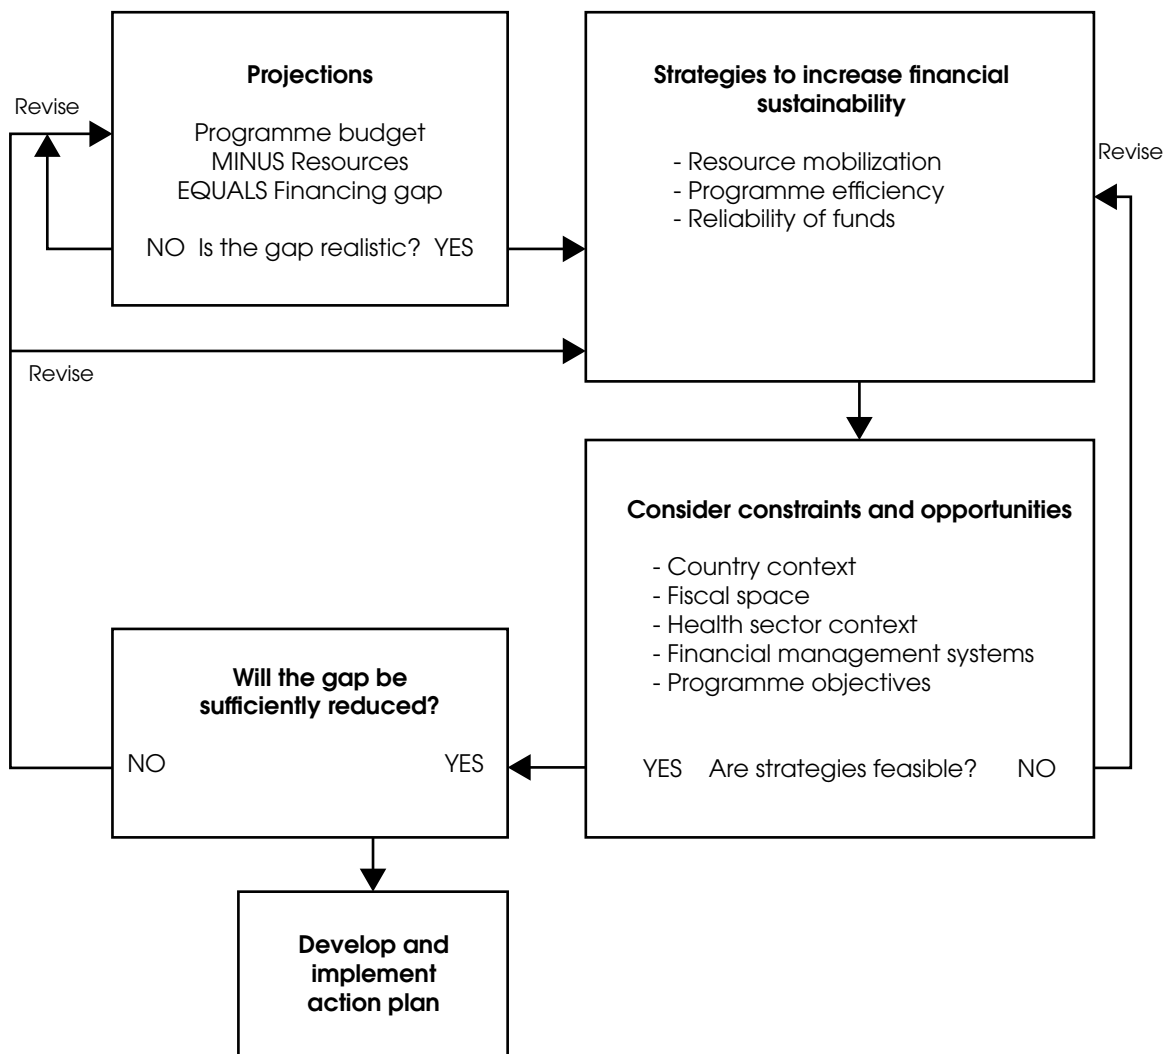 Revise
Projections
Programme budget
MINUS Resources
EQUALS Financing gap
NO Is the gap realistic? YES
Strategies to increase financial
sustainability
- Resource mobilization
- Programme efficiency
- Reliability of funds
Revise
Revise
Consider constraints and opportunities
- Country context
- Fiscal space
- Health sector context
- Financial management systems
- Programme objectives
YES Are strategies feasible? NO
Will the gap be
sufficiently reduced?
NO YES
Develop and
implement
action plan